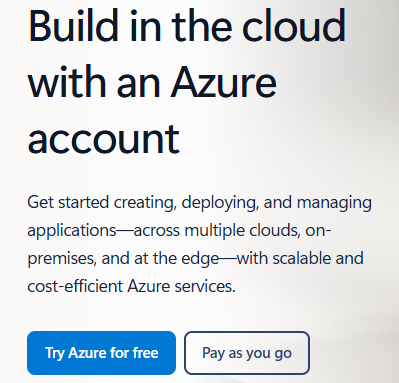 Build in the cloud
with an Azure
account
Get started creating, deploying, and managing
applications—across multiple clouds, on-
premises, and at the edge—with scalable and
cost-efficient Azure services.
Try Azure for free
Pay as you go